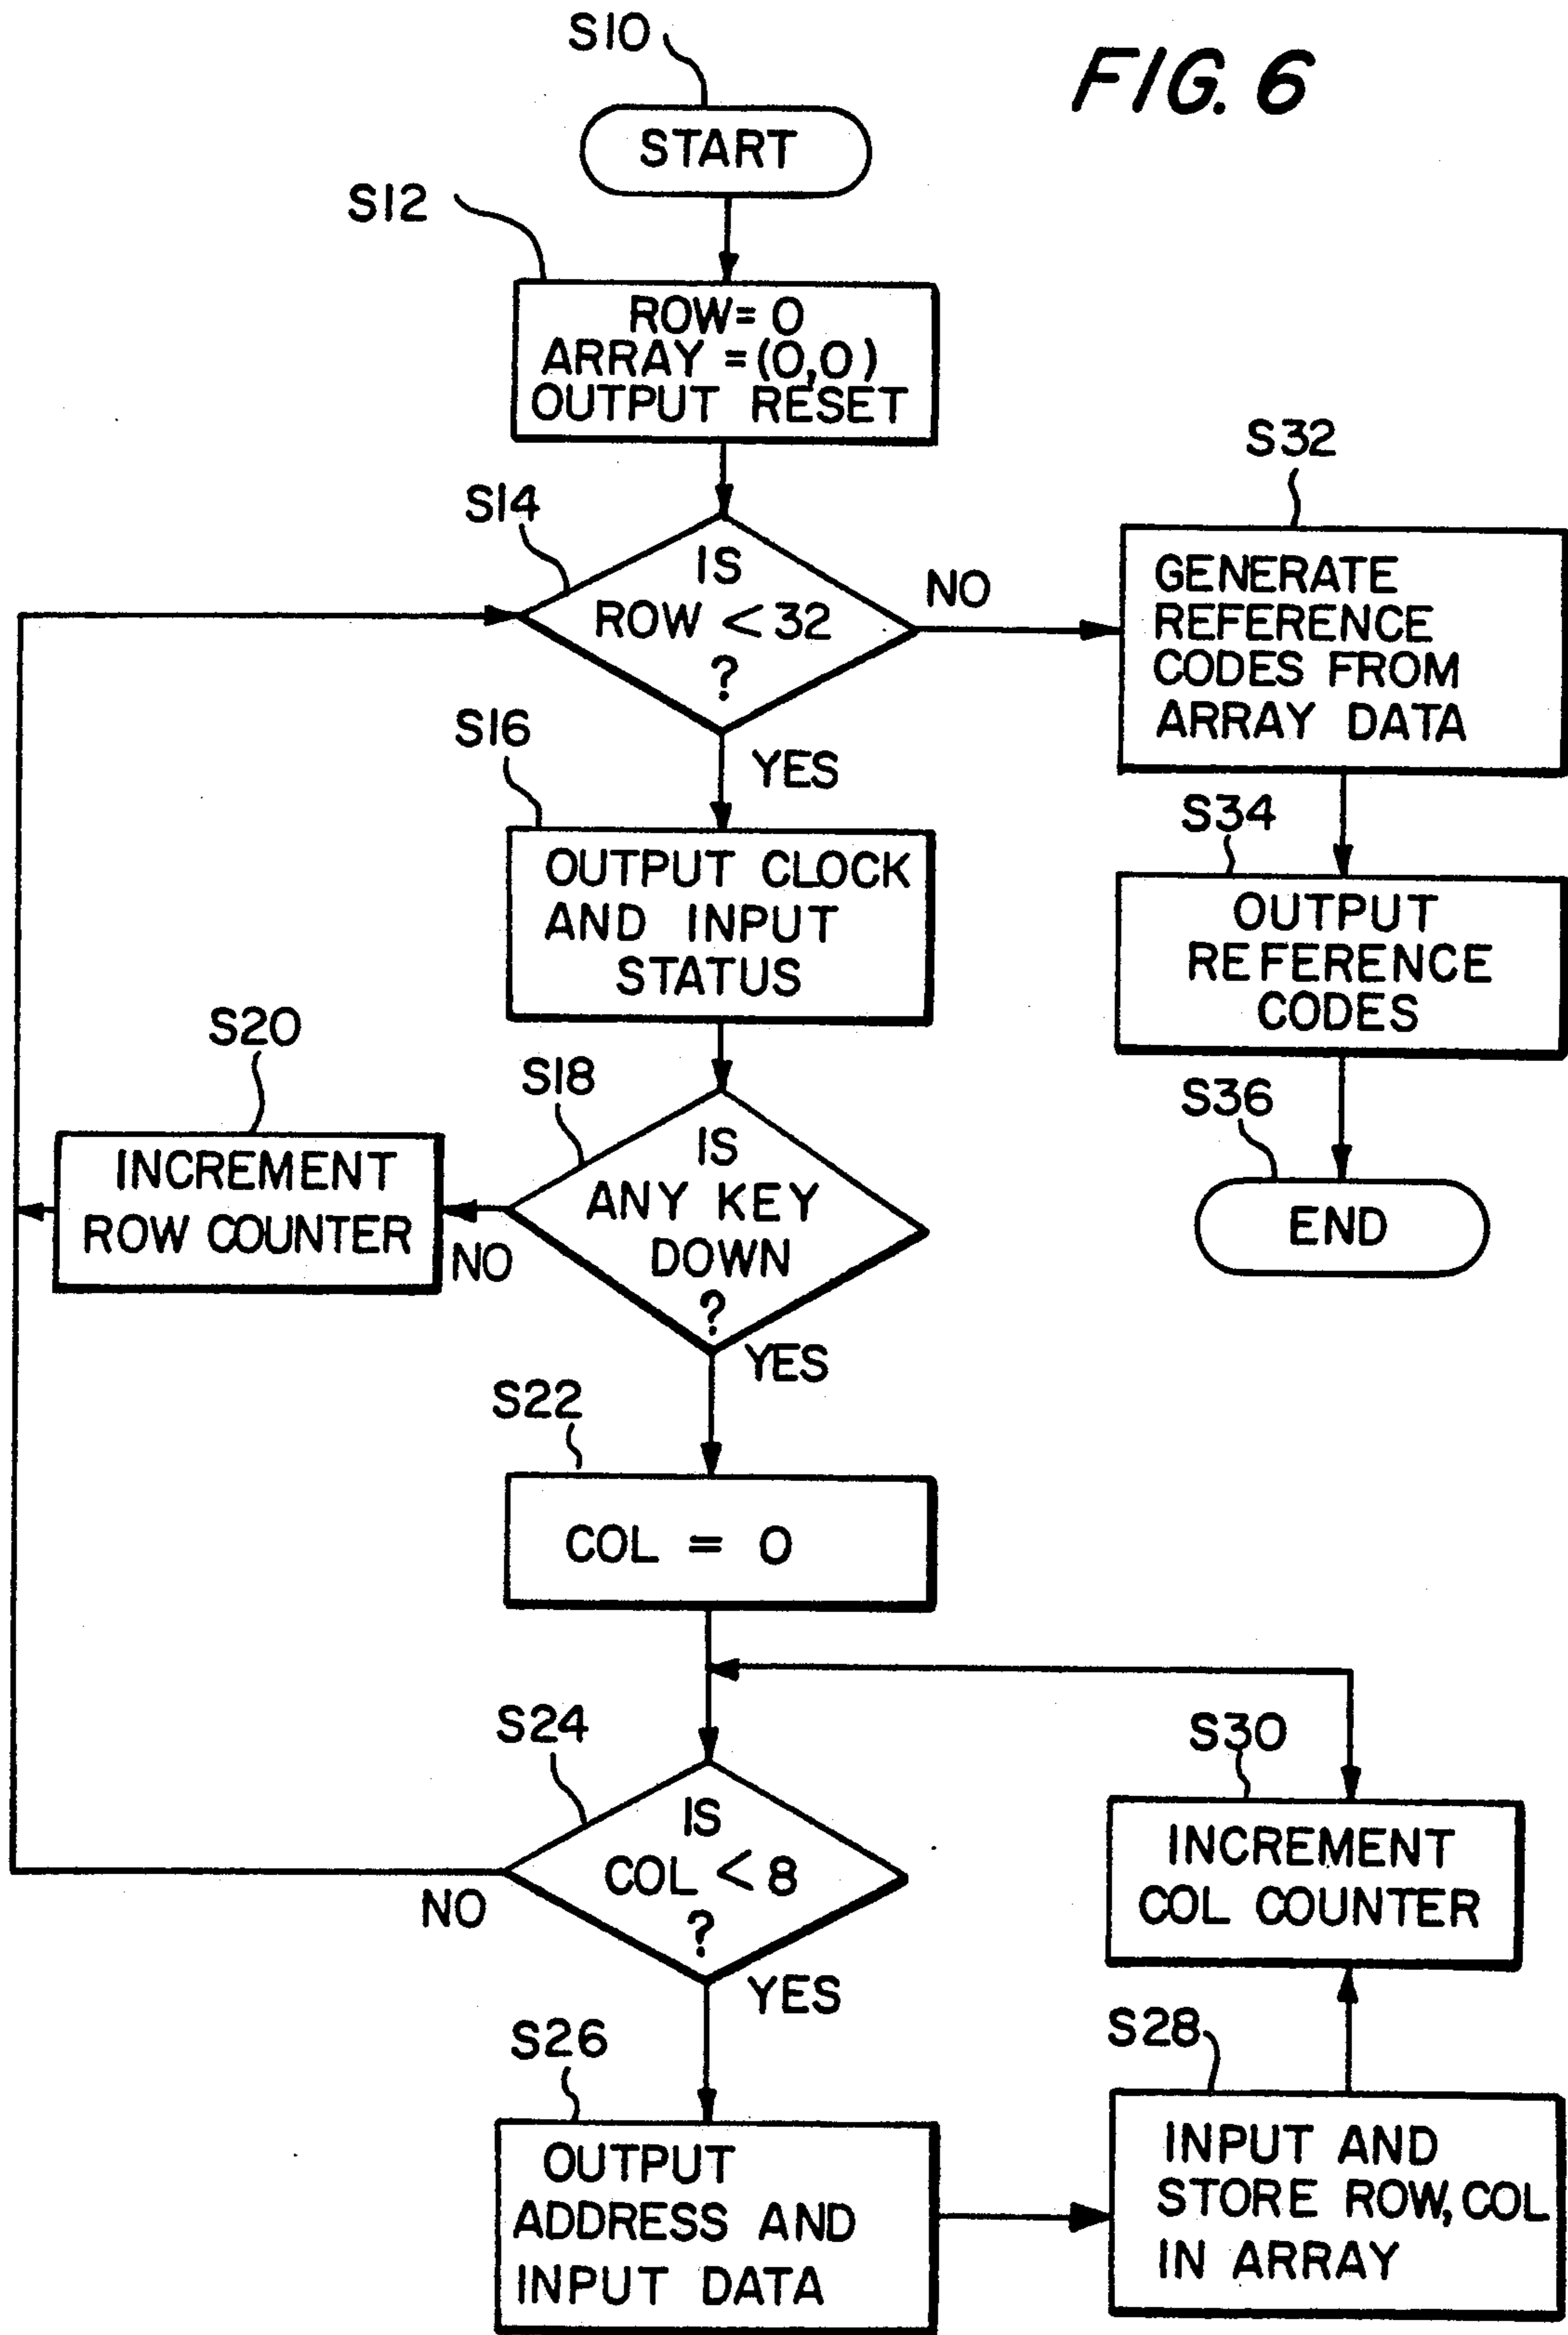 FIG. 6
S10
START
S12
ROW= 0
ARRAY =(0,0)
OUTPUT RESET
S14
IS
ROW < 32
?
NO
YES
S32
GENERATE
REFERENCE
CODES FROM
ARRAY DATA
S34
OUTPUT
REFERENCE
CODES
S36
END
S16
OUTPUT CLOCK
AND INPUT
STATUS
S18
IS
ANY KEY
DOWN
?
NO
YES
S20
INCREMENT
ROW COUNTER
S22
COL = 0
S24
IS
COL < 8
?
NO
YES
S26
OUTPUT
ADDRESS AND
INPUT DATA
S28
INPUT AND
STORE ROW, COL
IN ARRAY
S30
INCREMENT
COL COUNTER